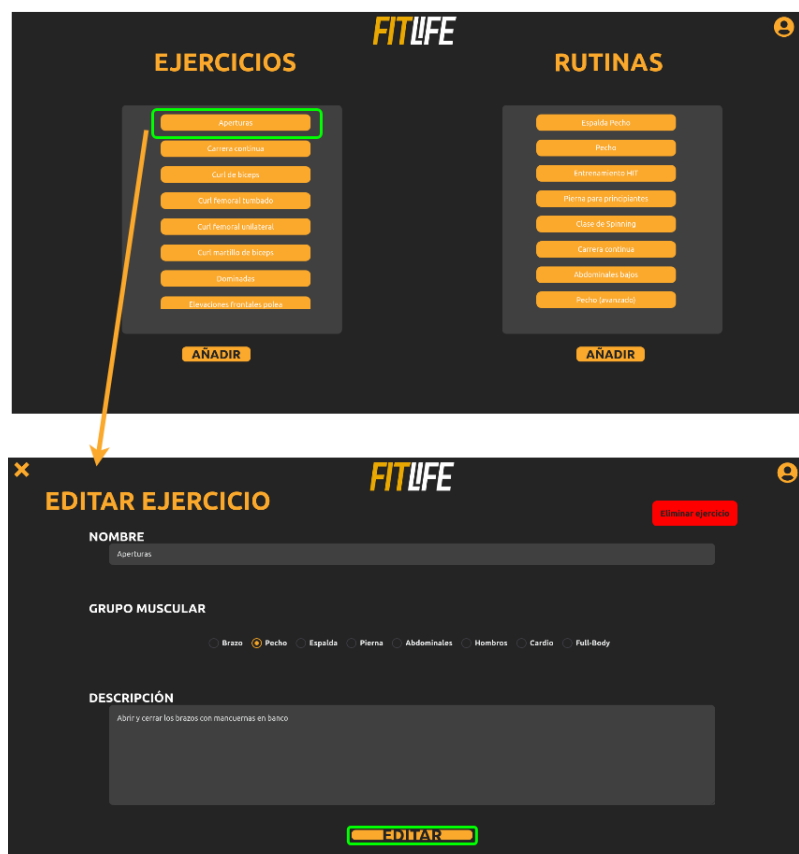 FITLIFE
EJERCICIOS
Aperturas
Carrera continua
Curl de biceps
Curl femoral tumbado
Curl femoral unilateral
Curl martillo de biceps
Dominadas
Elevaciones frontales polea
AÑADIR
RUTINAS
Espalda Pecho
Pecho
Entrenamiento HIT
Pierna para principiantes
Clase de Spinning
Carrera continua
Abdominales bajos
Pecho (avanzado)
AÑADIR
FITLIFE
EDITAR EJERCICIO
Eliminar ejercicio
NOMBRE
Aperturas
GRUPO MUSCULAR
Brazo Pecho Espalda Pierna Abdominales Hombros Cardio Full-Body
DESCRIPCIÓN
Abrir y cerrar los brazos con mancuernas en banco
EDITAR